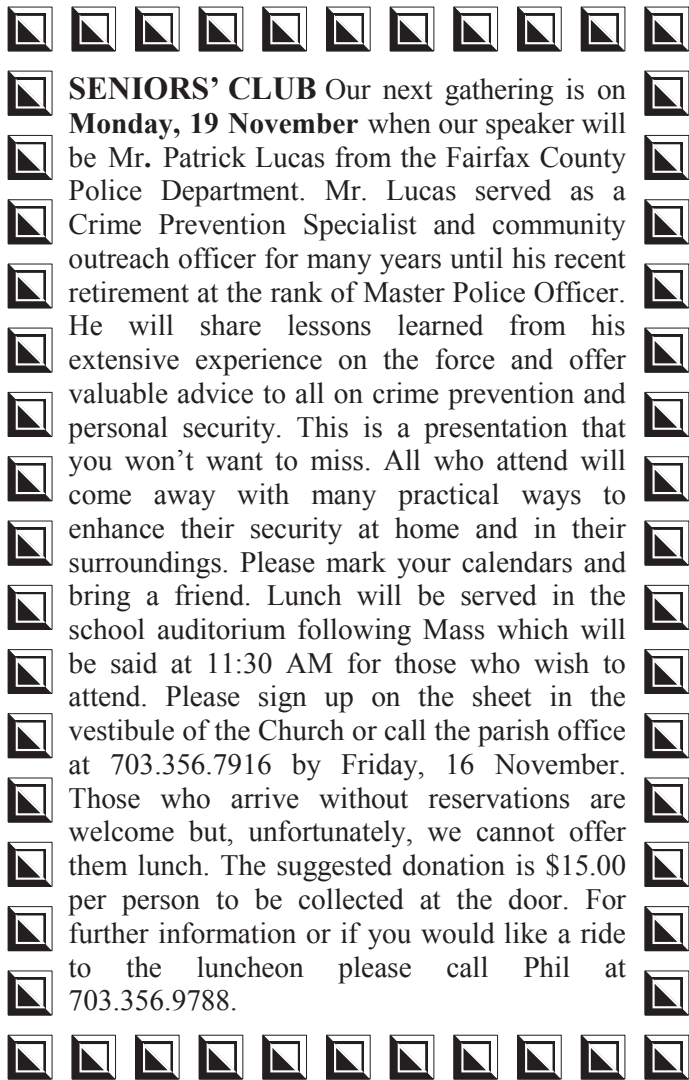 SENIORS’ CLUB Our next gathering is on
Monday, 19 November when our speaker will
be Mr. Patrick Lucas from the Fairfax County
Police Department. Mr. Lucas served as a
Crime Prevention Specialist and community
outreach officer for many years until his recent
retirement at the rank of Master Police Officer.
He will share lessons learned from his
extensive experience on the force and offer
valuable advice to all on crime prevention and
personal security. This is a presentation that
you won’t want to miss. All who attend will
come away with many practical ways to
enhance their security at home and in their
surroundings. Please mark your calendars and
bring a friend. Lunch will be served in the
school auditorium following Mass which will
be said at 11:30 AM for those who wish to
attend. Please sign up on the sheet in the
vestibule of the Church or call the parish office
at 703.356.7916 by Friday, 16 November.
Those who arrive without reservations are
welcome but, unfortunately, we cannot offer
them lunch. The suggested donation is $15.00
per person to be collected at the door. For
further information or if you would like a ride
to the luncheon please call Phil at
703.356.9788.